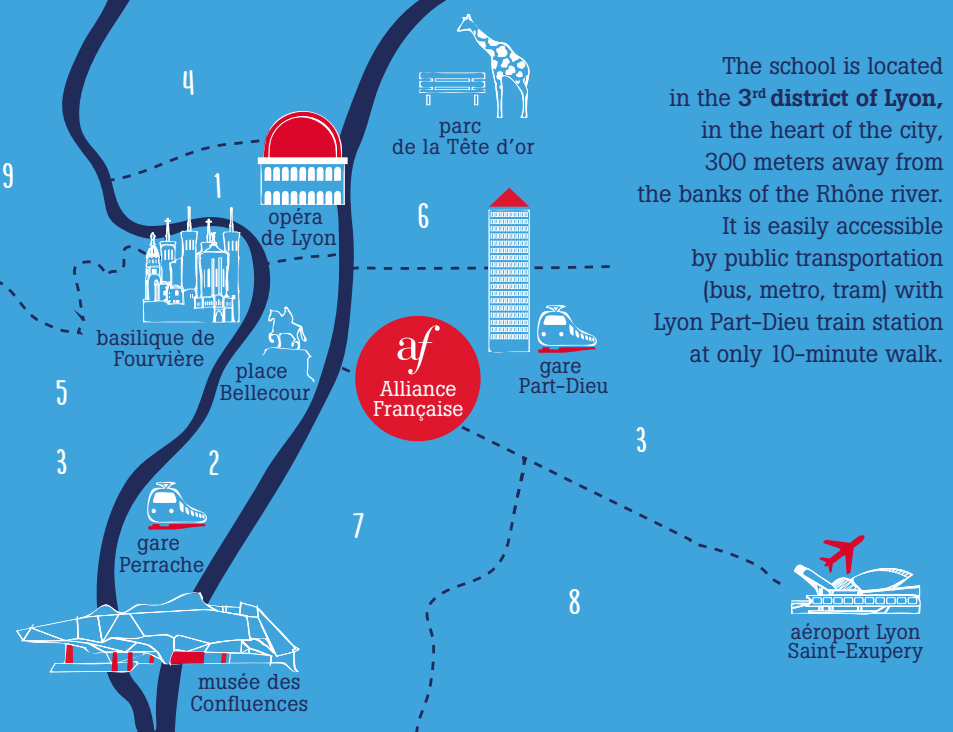 The school is located
in the 3rd district of Lyon,
in the heart of the city,
300 meters away from
the banks of the Rhône river.
It is easily accessible
by public transportation
(bus, metro, tram) with
Lyon Part-Dieu train station
at only 10-minute walk.
4
parc
de la Tête d'or
9
1
opéra
de Lyon
6
basilique de
Fourvière
place
Bellecour
af
Alliance
Française
gare
Part-Dieu
5
3
2
3
7
gare
Perrache
8
aéroport Lyon
Saint-Exupery
musée des
Confluences